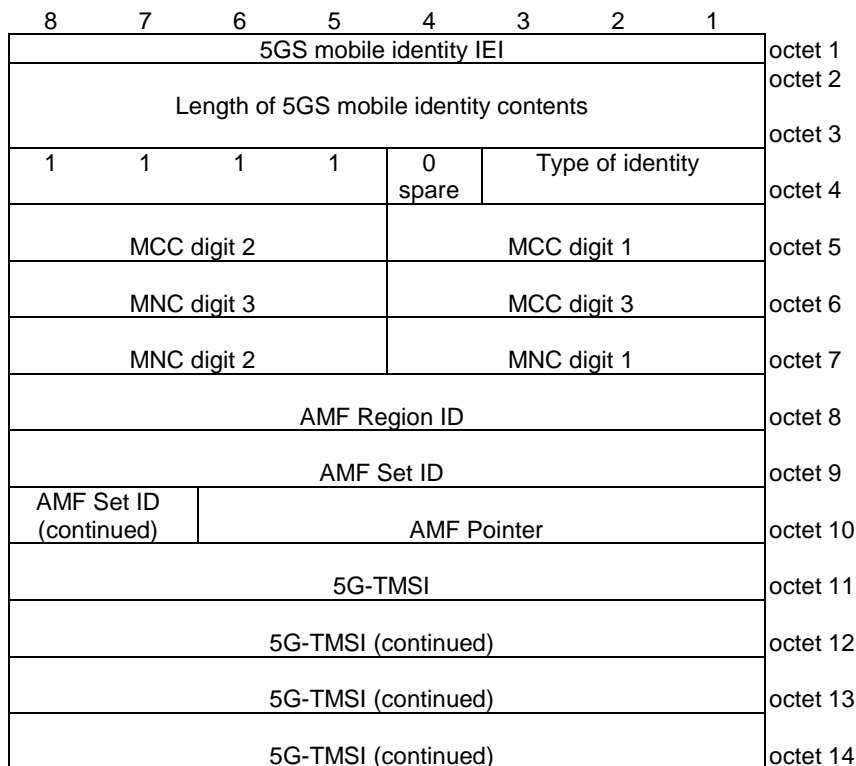 8 7 6 5 4 3 2 1
5GS mobile identity IEI octet 1
octet 2
Length of 5GS mobile identity contents
octet 3
1 1 1 1 0 Type of identity
spare octet 4
MCC digit 2 MCC digit 1 octet 5
MNC digit 3 MCC digit 3 octet 6
MNC digit 2 MNC digit 1 octet 7
AMF Region ID octet 8
AMF Set ID octet 9
AMF Set ID
(continued) AMF Pointer octet 10
5G-TMSI octet 11
5G-TMSI (continued) octet 12
5G-TMSI (continued) octet 13
5G-TMSI (continued) octet 14